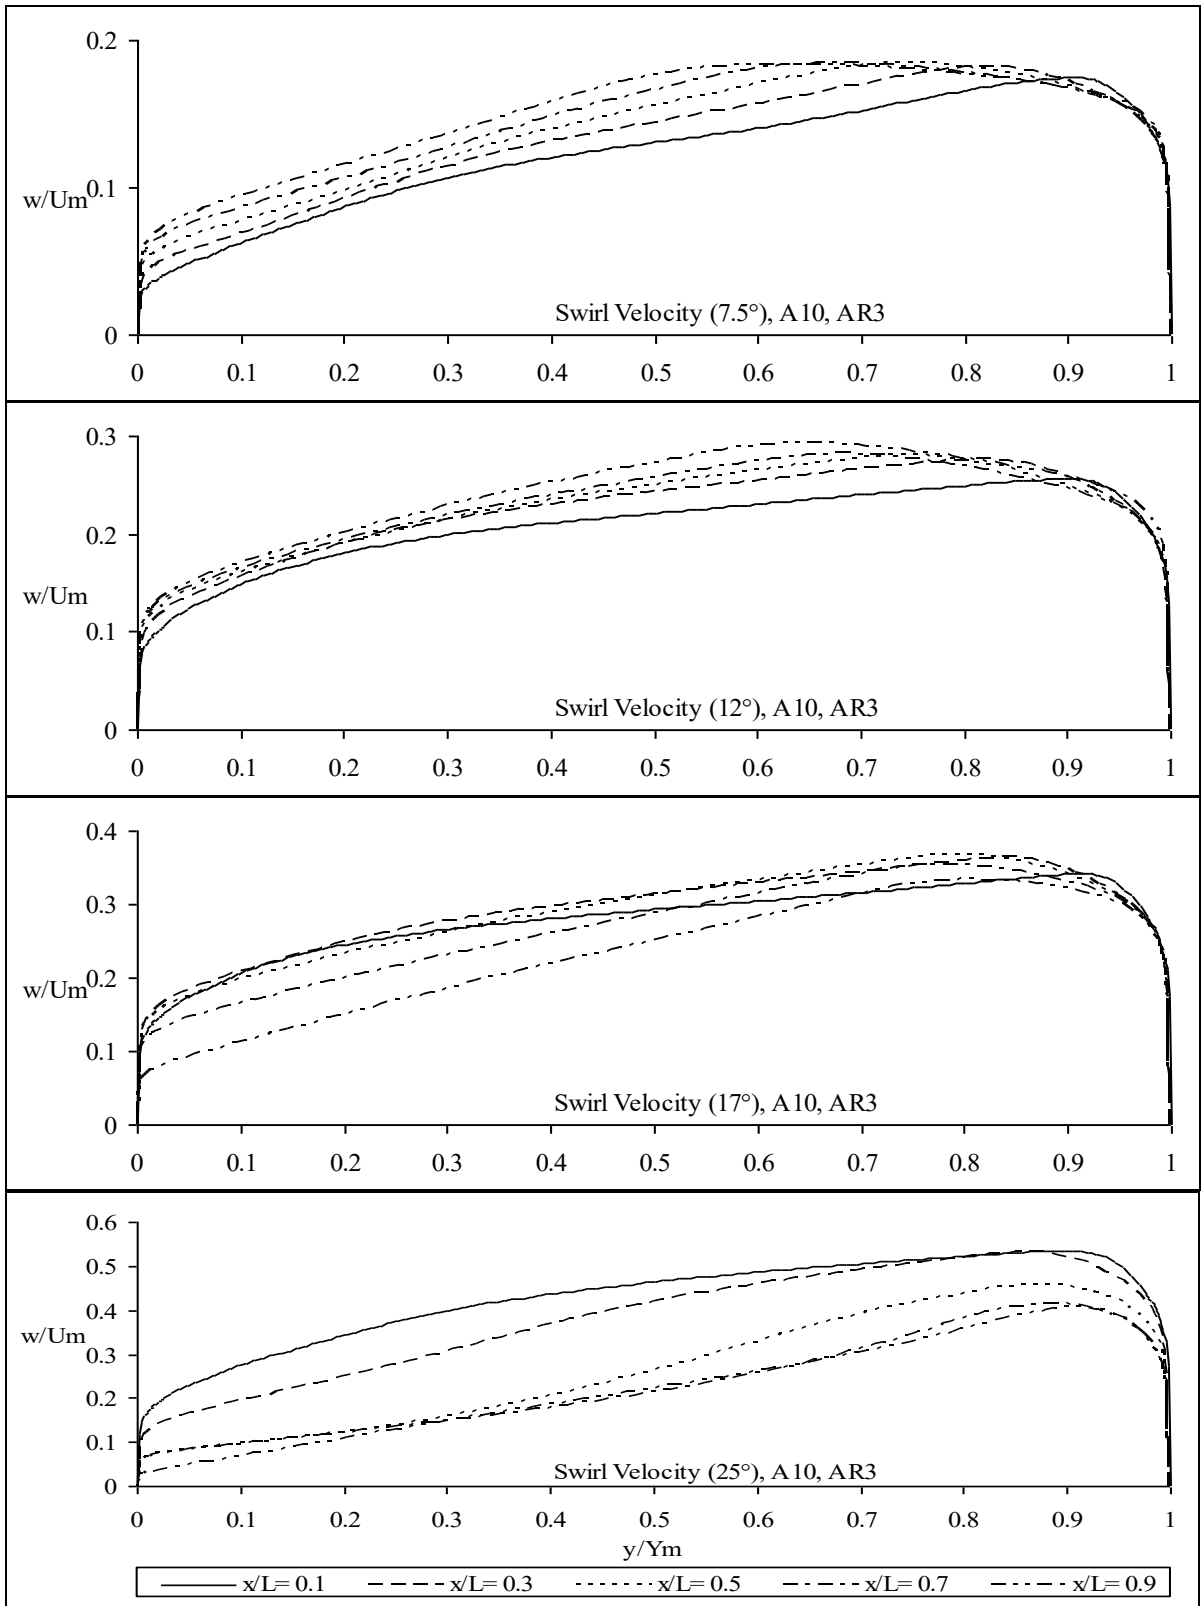 0.2
0.1
0
w/Um
Swirl Velocity (7.5°), A10, AR3
0 0.1 0.2 0.3 0.4 0.5 0.6 0.7 0.8 0.9 1
0.3
0.2
w/Um
0.1
0
Swirl Velocity (12°), A10, AR3
0 0.1 0.2 0.3 0.4 0.5 0.6 0.7 0.8 0.9 1
0.4
0.3
0.2
w/Um
0.1
0
Swirl Velocity (17°), A10, AR3
0 0.1 0.2 0.3 0.4 0.5 0.6 0.7 0.8 0.9 1
0.6
0.5
0.4
w/Um
0.3
0.2
0.1
0
Swirl Velocity (25°), A10, AR3
0 0.1 0.2 0.3 0.4 0.5 0.6 0.7 0.8 0.9 1
y/Ym
x/L= 0.1 x/L= 0.3 x/L= 0.5 x/L= 0.7 x/L= 0.9